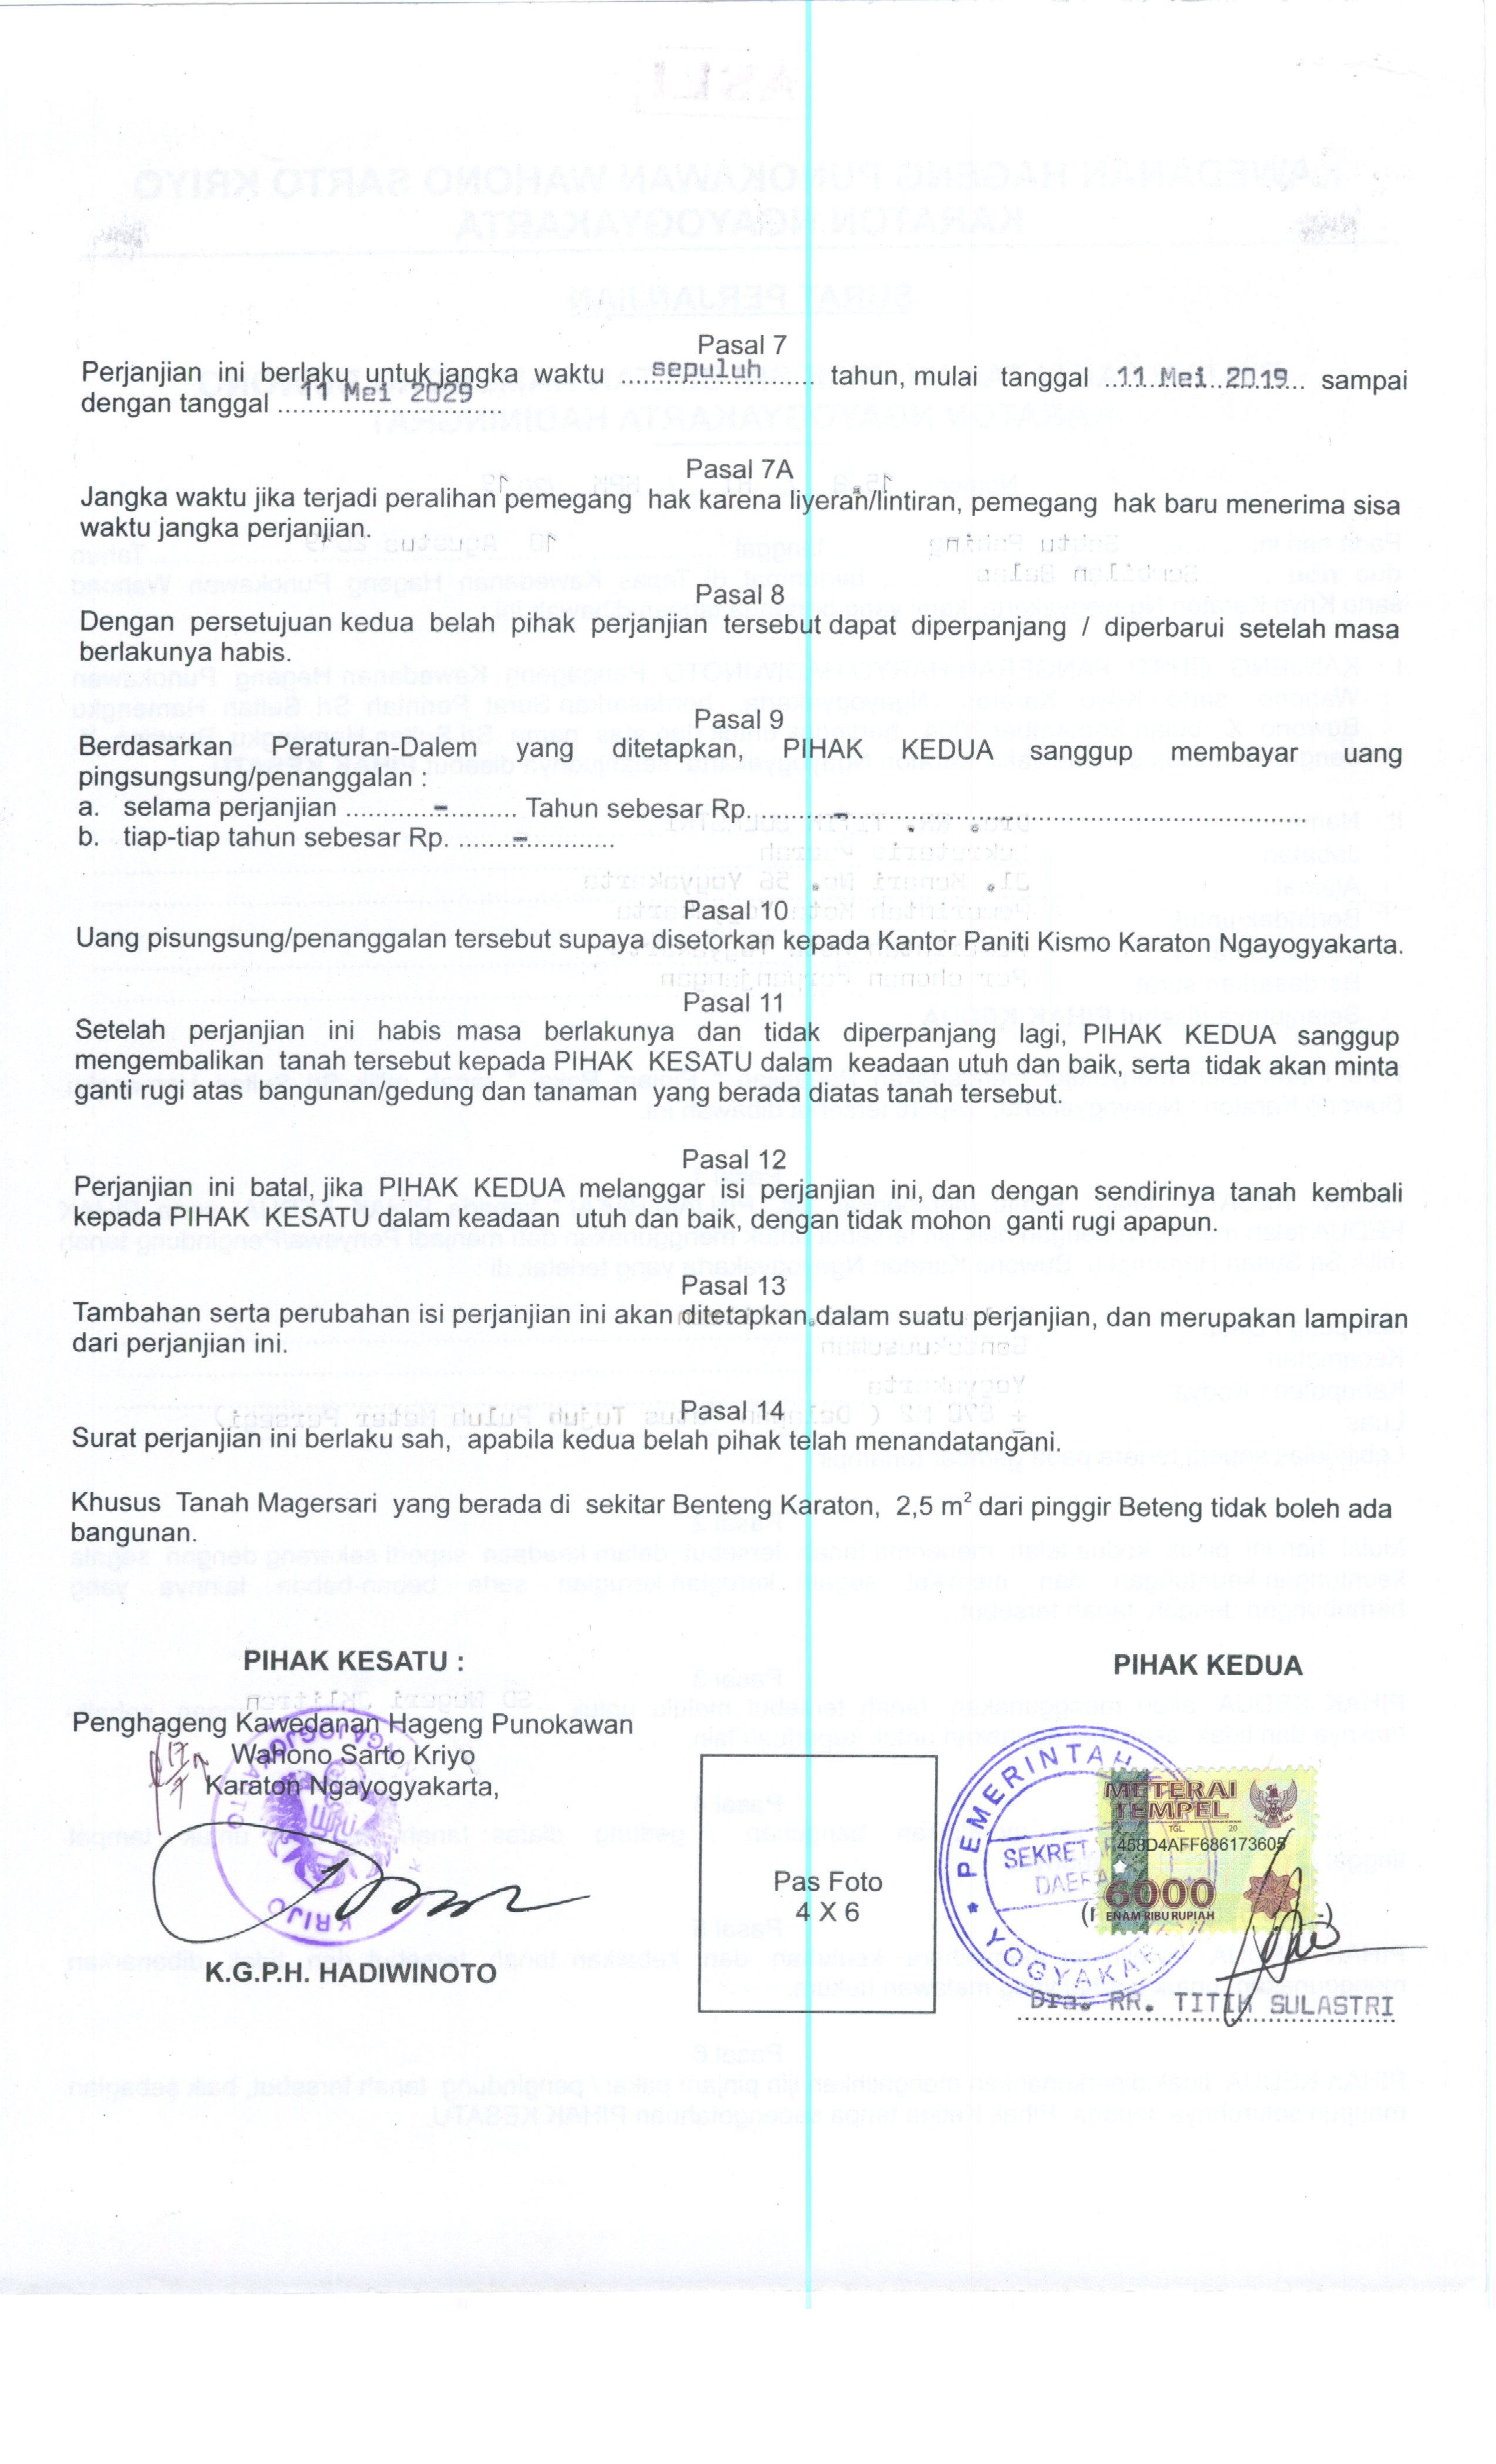 Pasal 7
Perjanjian ini berlaku untuk jangka waktu ....sepuluh.... tahun, mulai tanggal ..11 Mei 2019.. sampai
dengan tanggal ..11 Mei 2029..
Pasal 7A
Jangka waktu jika terjadi peralihan pemegang hak karena liyeran/lintiran, pemegang hak baru menerima sisa
waktu jangka perjanjian.
Pasal 8
Dengan persetujuan kedua belah pihak perjanjian tersebut dapat diperpanjang / diperbarui setelah masa
berlakunya habis.
Pasal 9
Berdasarkan Peraturan-Dalem yang ditetapkan, PIHAK KEDUA sanggup membayar uang
pingsungsung/penanggalan :
a. selama perjanjian ............-.......... Tahun sebesar Rp. ..........-..............................
b. tiap-tiap tahun sebesar Rp. .......-............
Pasal 10
Uang pisungsung/penanggalan tersebut supaya disetorkan kepada Kantor Paniti Kismo Karaton Ngayogyakarta.
Pasal 11
Setelah perjanjian ini habis masa berlakunya dan tidak diperpanjang lagi, PIHAK KEDUA sanggup
mengembalikan tanah tersebut kepada PIHAK KESATU dalam keadaan utuh dan baik, serta tidak akan minta
ganti rugi atas bangunan/gedung dan tanaman yang berada diatas tanah tersebut.
Pasal 12
Perjanjian ini batal, jika PIHAK KEDUA melanggar isi perjanjian ini, dan dengan sendirinya tanah kembali
kepada PIHAK KESATU dalam keadaan utuh dan baik, dengan tidak mohon ganti rugi apapun.
Pasal 13
Tambahan serta perubahan isi perjanjian ini akan ditetapkan dalam suatu perjanjian, dan merupakan lampiran
dari perjanjian ini.
Pasal 14
Surat perjanjian ini berlaku sah, apabila kedua belah pihak telah menandatangani.
Khusus Tanah Magersari yang berada di sekitar Benteng Karaton, 2,5 m² dari pinggir Beteng tidak boleh ada
bangunan.
PIHAK KESATU :
Penghageng Kawedanan Hageng Punokawan
Wahono Sarto Kriyo
Karaton Ngayogyakarta,
K.G.P.H. HADIWINOTO
Pas Foto
4 X 6
PIHAK KEDUA
PEMERINTAH
YOGYAKARTA
METERAI
TEMPEL
TGL. 20
458D4AFF686173605
6000
ENAM RIBU RUPIAH
Dra. RR. TITIK SULASTRI